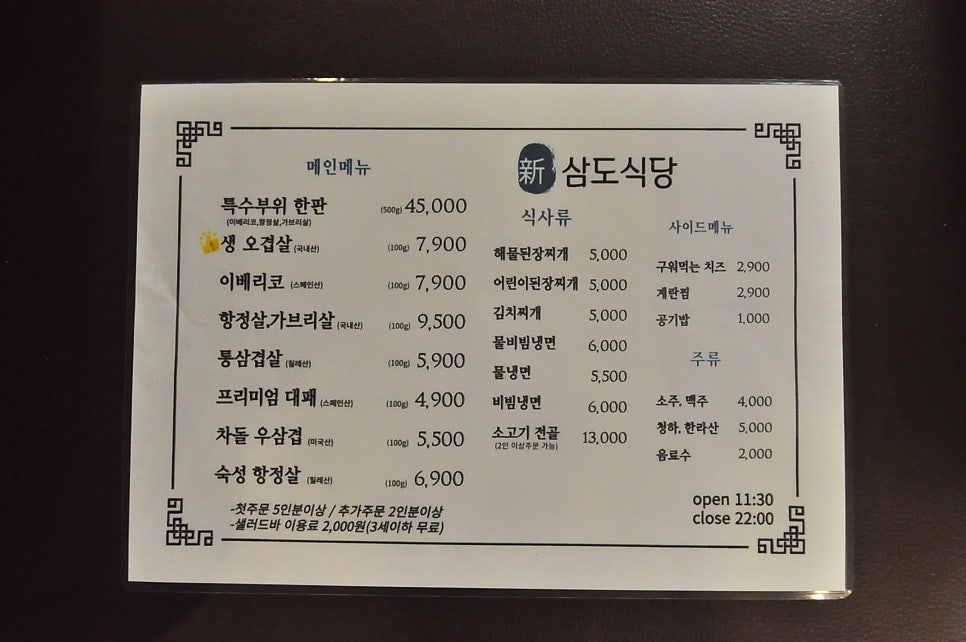 新 삼도식당
메인메뉴
특수부위 한판 (500g) 45,000
(이베리코,항정살,가브리살)
생 오겹살 (국내산) (100g) 7,900
이베리코 (스페인산) (100g) 7,900
항정살,가브리살 (국내산) (100g) 9,500
통삼겹살 (칠레산) (100g) 5,900
프리미엄 대패 (스페인산) (100g) 4,900
차돌 우삼겹 (미국산) (100g) 5,500
숙성 항정살 (칠레산) (100g) 6,900
-첫주문 5인분이상 / 추가주문 2인분이상
-샐러드바 이용료 2,000원(3세이하 무료)
식사류
해물된장찌개 5,000
어린이된장찌개 5,000
김치찌개 5,000
물비빔냉면 6,000
물냉면 5,500
비빔냉면 6,000
소고기 전골 13,000
(2인 이상주문 가능)
사이드메뉴
구워먹는 치즈 2,900
계란찜 2,900
공기밥 1,000
주류
소주, 맥주 4,000
청하, 한라산 5,000
음료수 2,000
open 11:30
close 22:00